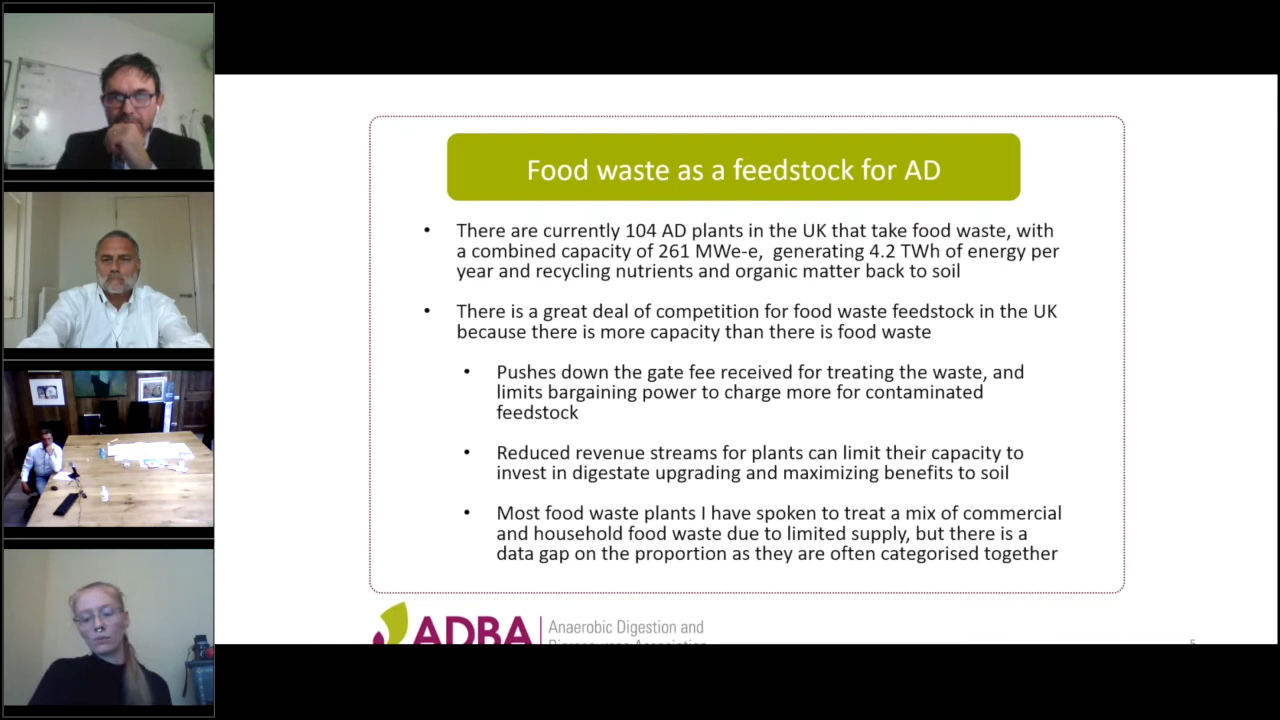 Food waste as a feedstock for AD
• There are currently 104 AD plants in the UK that take food waste, with
a combined capacity of 261 MWe-e,  generating 4.2 TWh of energy per
year and recycling nutrients and organic matter back to soil
• There is a great deal of competition for food waste feedstock in the UK
because there is more capacity than there is food waste
• Pushes down the gate fee received for treating the waste, and
limits bargaining power to charge more for contaminated
feedstock
• Reduced revenue streams for plants can limit their capacity to
invest in digestate upgrading and maximizing benefits to soil
• Most food waste plants I have spoken to treat a mix of commercial
and household food waste due to limited supply, but there is a
data gap on the proportion as they are often categorised together
ADBA
Anaerobic Digestion and
Bioresources Association
5